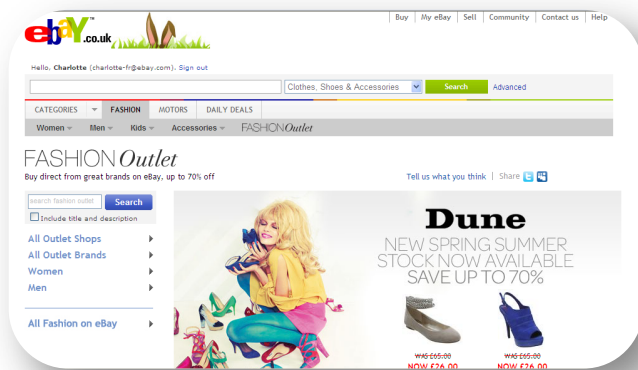 Buy | My eBay | Sell | Community | Contact us | Help
ebaY.co.uk
Hello, Charlotte (charlotte-fr@ebay.com). Sign out
Clothes, Shoes & Accessories Search Advanced
CATEGORIES FASHION MOTORS DAILY DEALS
Women Men Kids Accessories FASHION Outlet
FASHION Outlet
Buy direct from great brands on eBay, up to 70% off
Tell us what you think | Share
search fashion outlet Search
Include title and description
All Outlet Shops
All Outlet Brands
Women
Men
All Fashion on eBay
Dune
NEW SPRING SUMMER
STOCK NOW AVAILABLE
SAVE UP TO 70%
WAS £65.00 WAS £65.00
NOW £26.00 NOW £26.00